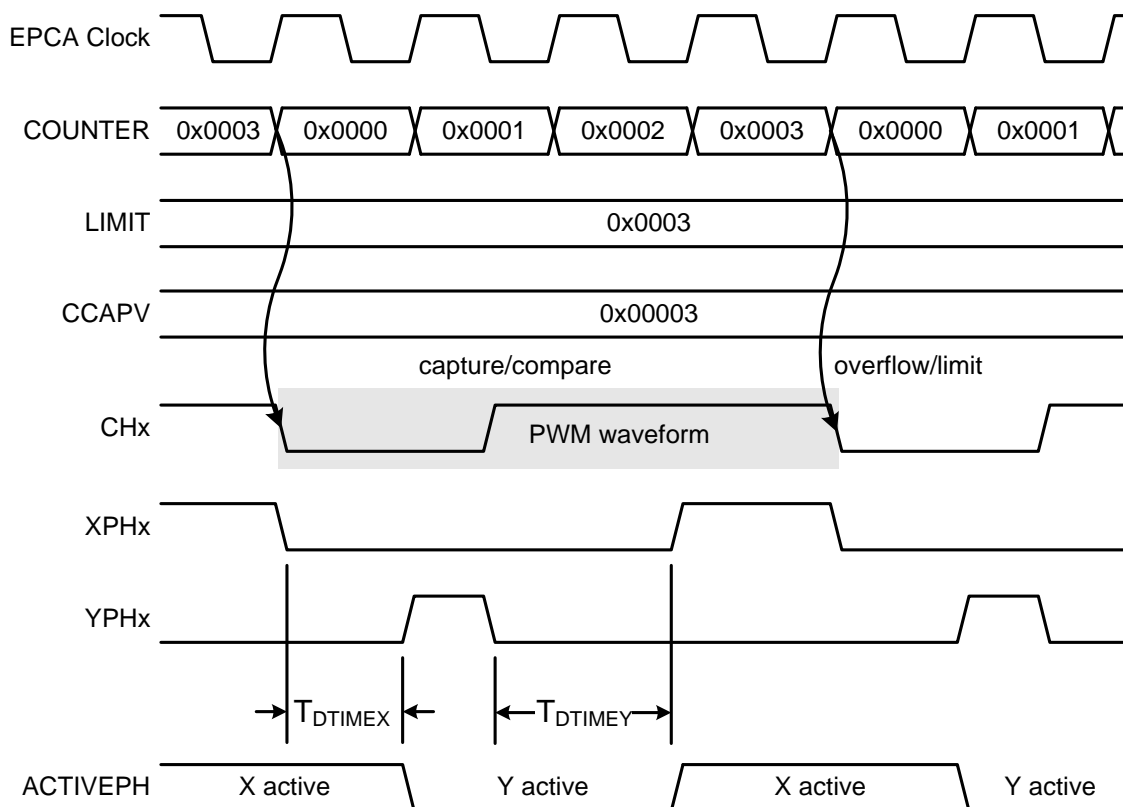 EPCA Clock
COUNTER 0x0003 0x0000 0x0001 0x0002 0x0003 0x0000 0x0001
LIMIT 0x0003
CCAPV 0x00003
capture/compare overflow/limit
CHx PWM waveform
XPHx
YPHx
TDTIMEX TDTIMEY
ACTIVEPH X active Y active X active Y active